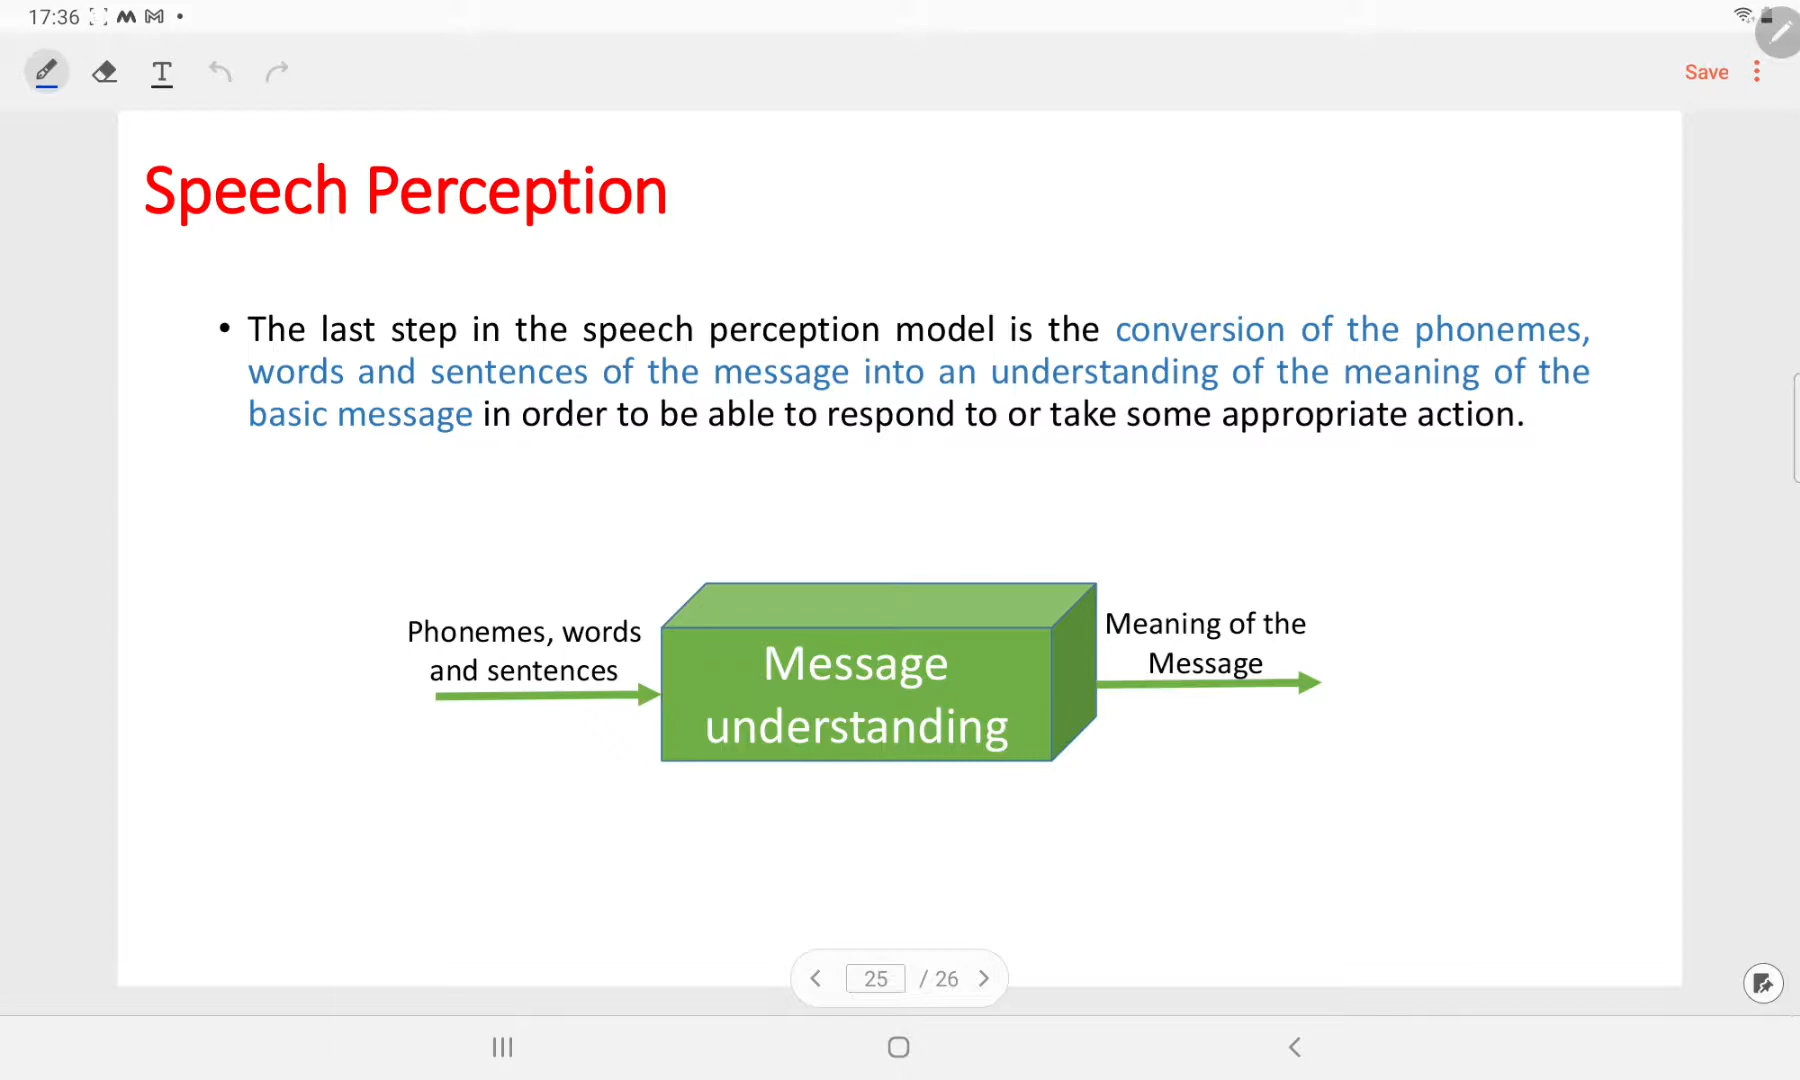 17:36
T
Save
Speech Perception
• The last step in the speech perception model is the conversion of the phonemes,
words and sentences of the message into an understanding of the meaning of the
basic message in order to be able to respond to or take some appropriate action.
Phonemes, words
and sentences
Message
understanding
Meaning of the
Message
25 / 26